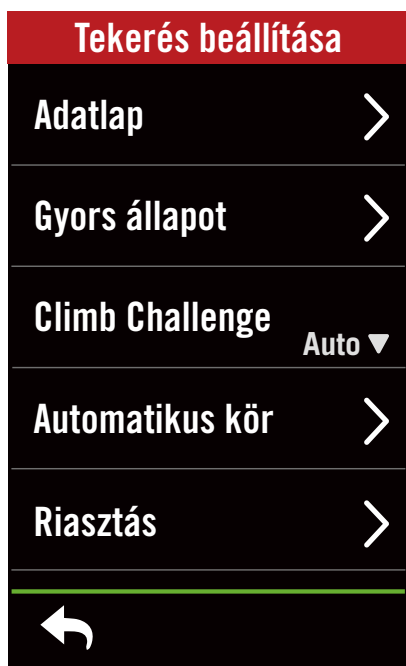 Tekerés beállítása
Adatlap
Gyors állapot
Climb Challenge
Auto
Automatikus kör
Riasztás